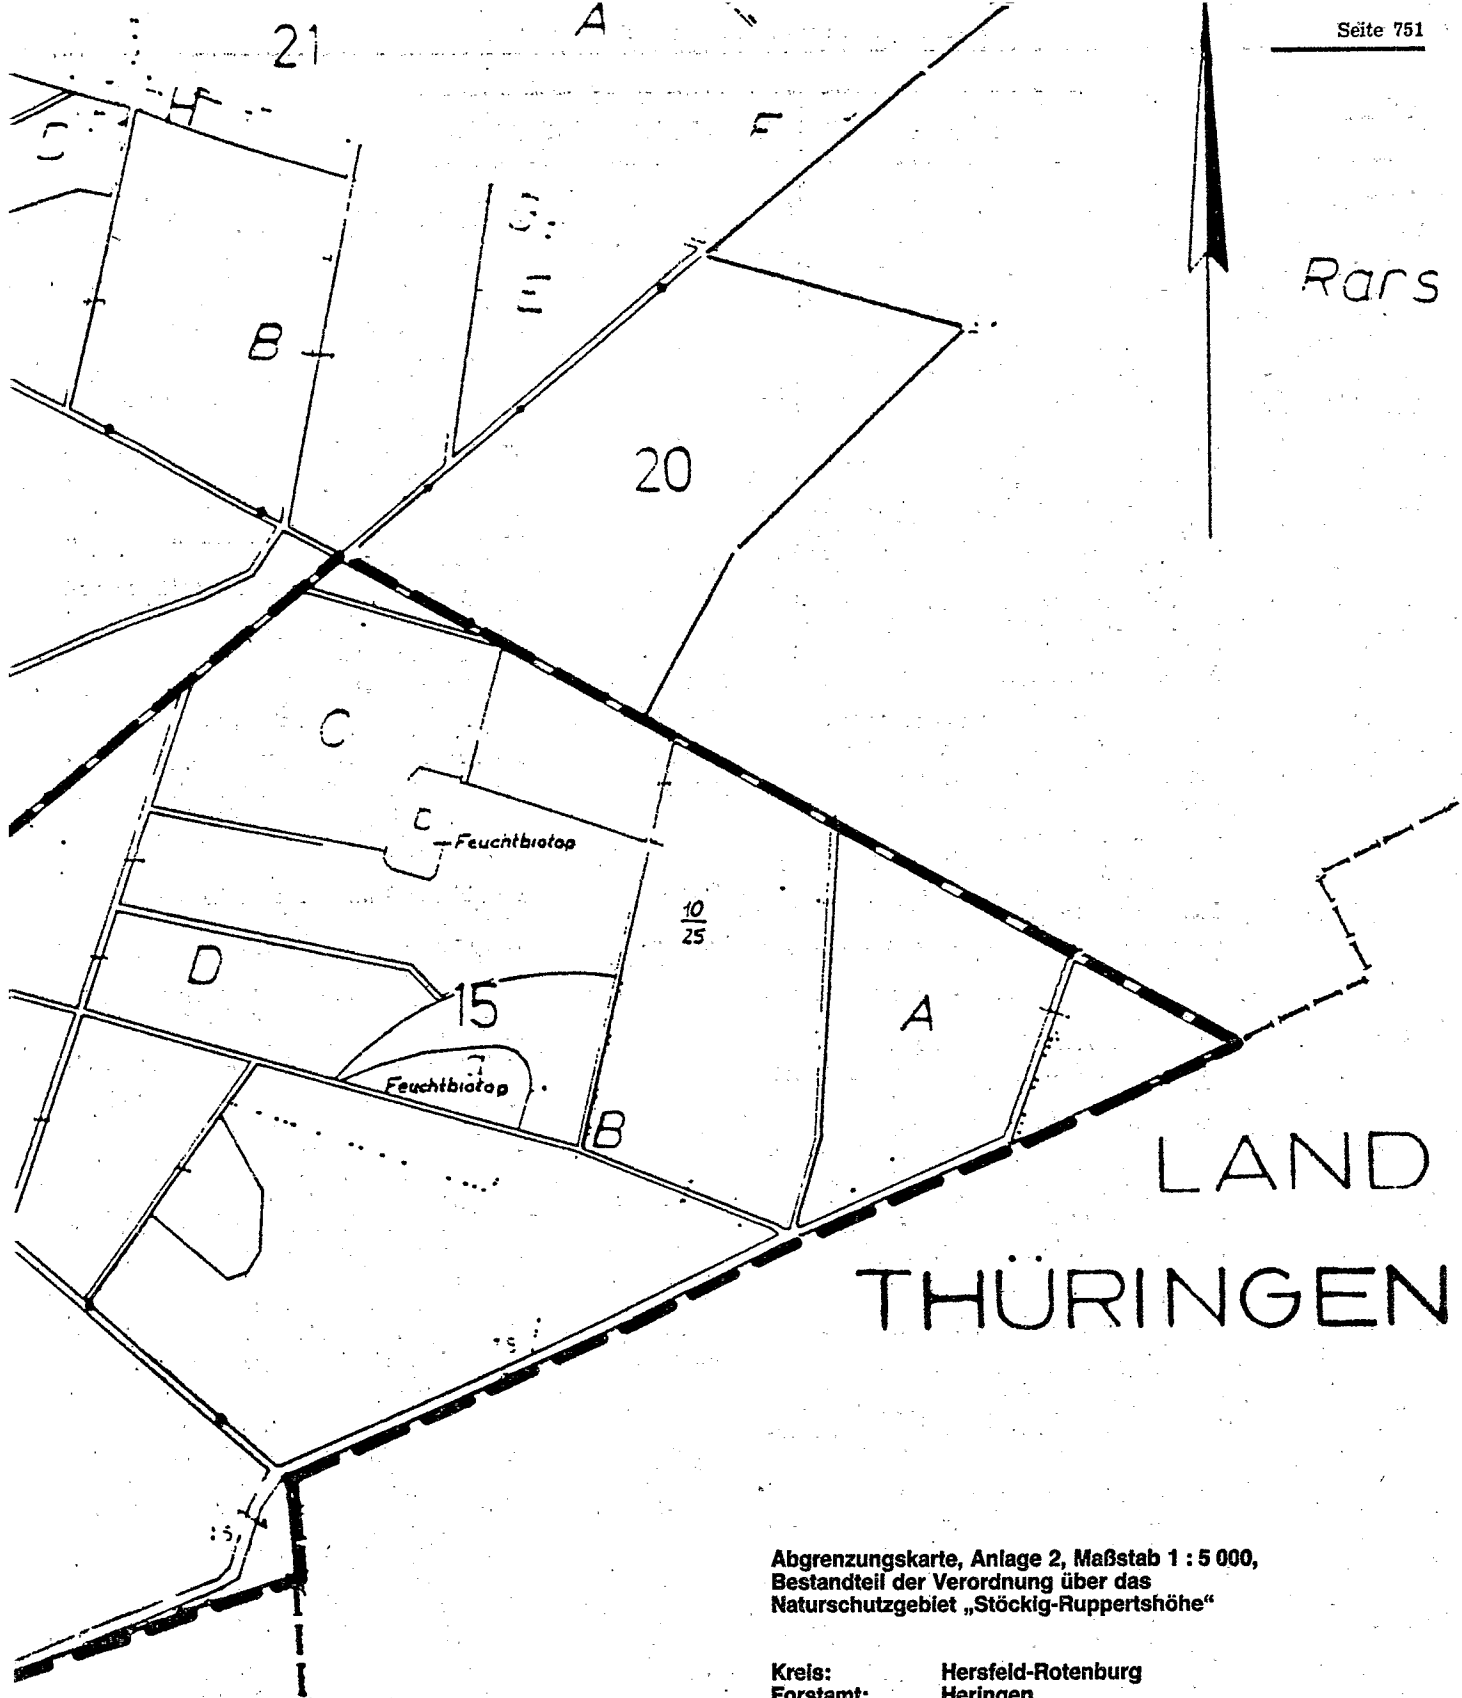 Seite 751
21
A
H
F
Rars
E
B
20
C
C
Feuchtbiotop
10
25
D
15
A
Feuchtbiotop
B
LAND
THÜRINGEN
Abgrenzungskarte, Anlage 2, Maßstab 1 : 5 000,
Bestandteil der Verordnung über das
Naturschutzgebiet „Stöckig-Ruppertshöhe“
Kreis: Hersfeld-Rotenburg
Forstamt: Heringen